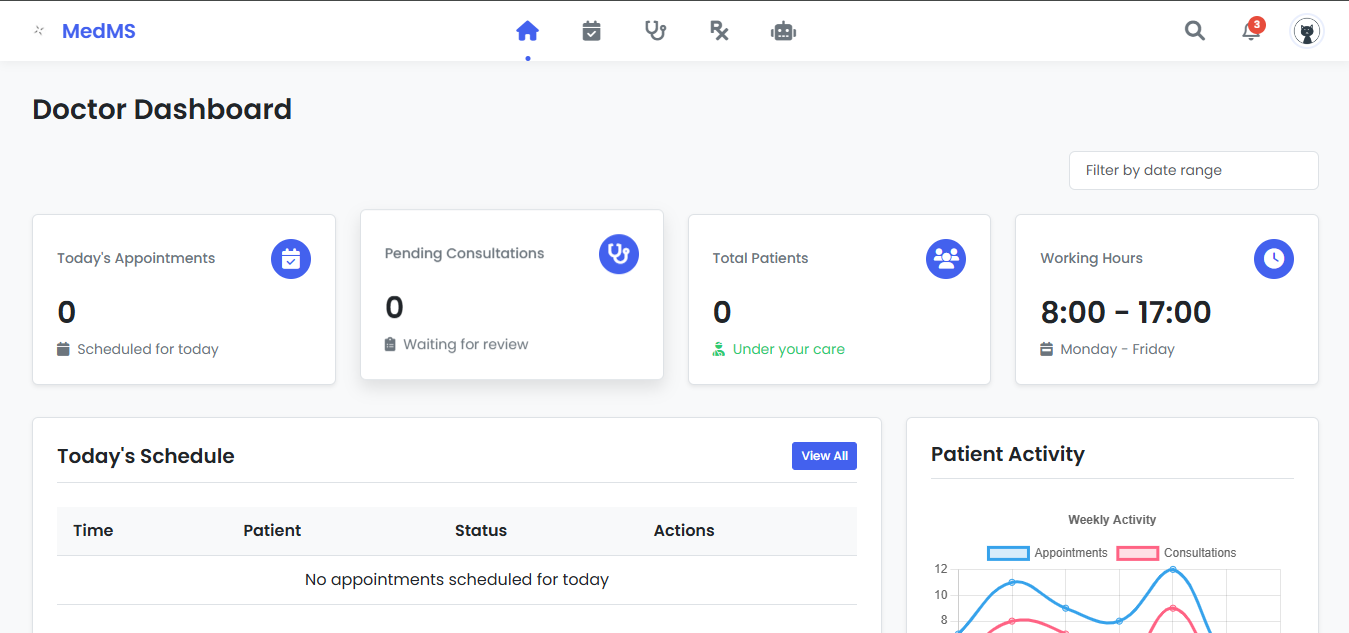 MedMS
3
Doctor Dashboard
Filter by date range
Today's Appointments
0
Scheduled for today
Pending Consultations
0
Waiting for review
Total Patients
0
Under your care
Working Hours
8:00 - 17:00
Monday - Friday
Today's Schedule
View All
Time Patient Status Actions
No appointments scheduled for today
Patient Activity
Weekly Activity
Appointments Consultations
12
10
8